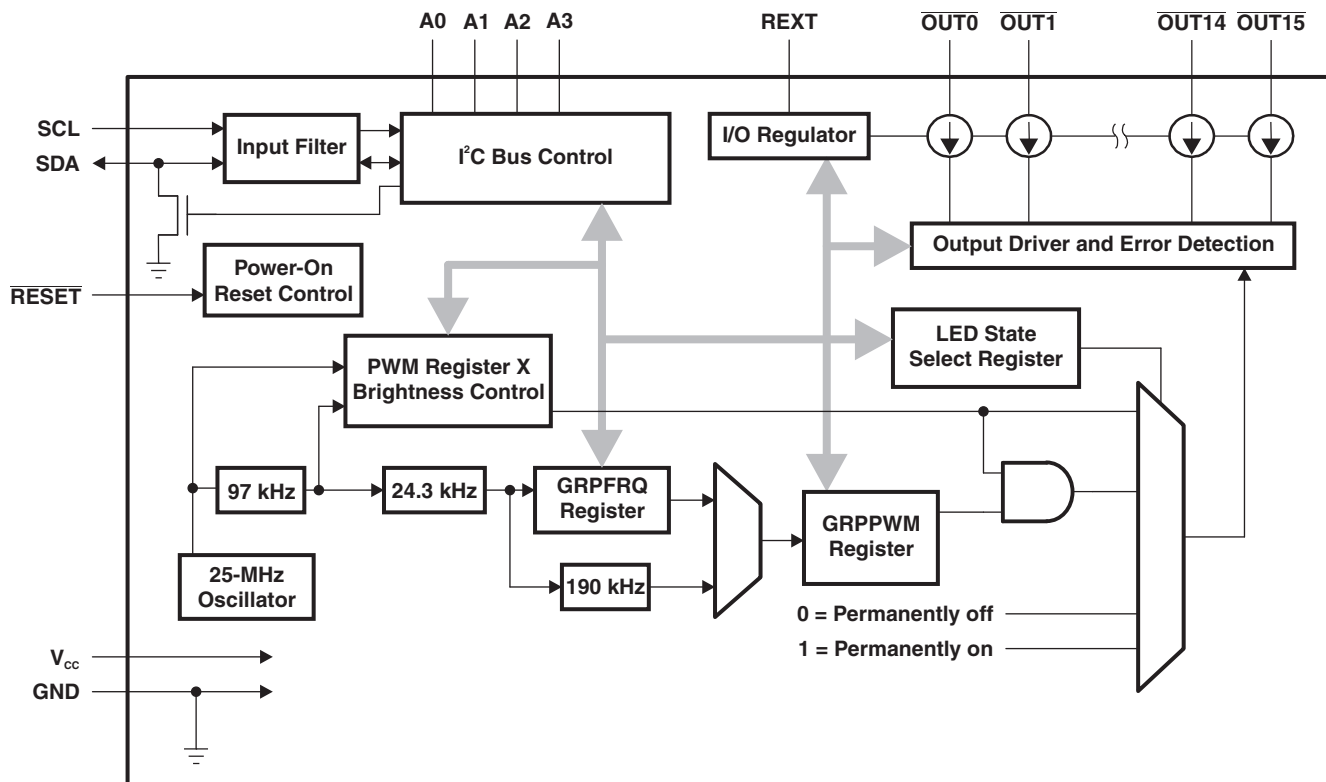 A0 A1 A2 A3 REXT OUT0 OUT1 OUT14 OUT15
SCL
SDA
Input Filter
I²C Bus Control
I/O Regulator
Output Driver and Error Detection
RESET
Power-On
Reset Control
LED State
Select Register
PWM Register X
Brightness Control
97 kHz
24.3 kHz
GRPFRQ
Register
GRPPWM
Register
25-MHz
Oscillator
190 kHz
0 = Permanently off
1 = Permanently on
VCC
GND